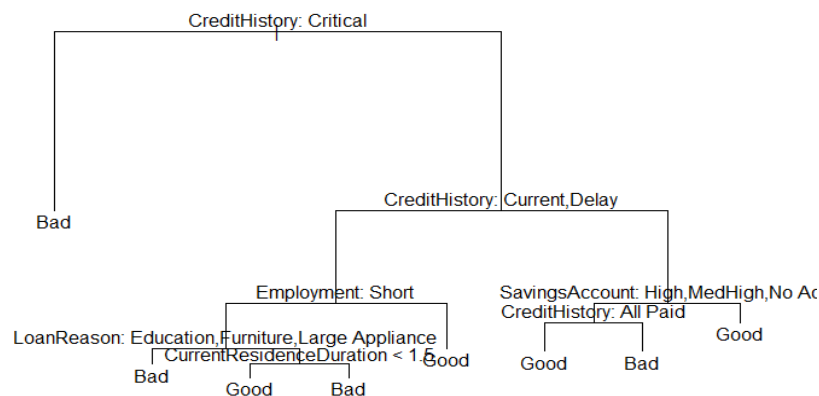 CreditHistory: Critical
Bad
CreditHistory: Current,Delay
Employment: Short
SavingsAccount: High,MedHigh,No Ac
CreditHistory: All Paid
Good
LoanReason: Education,Furniture,Large Appliance
CurrentResidenceDuration < 1.5
Good
Good
Bad
Bad
Good
Bad